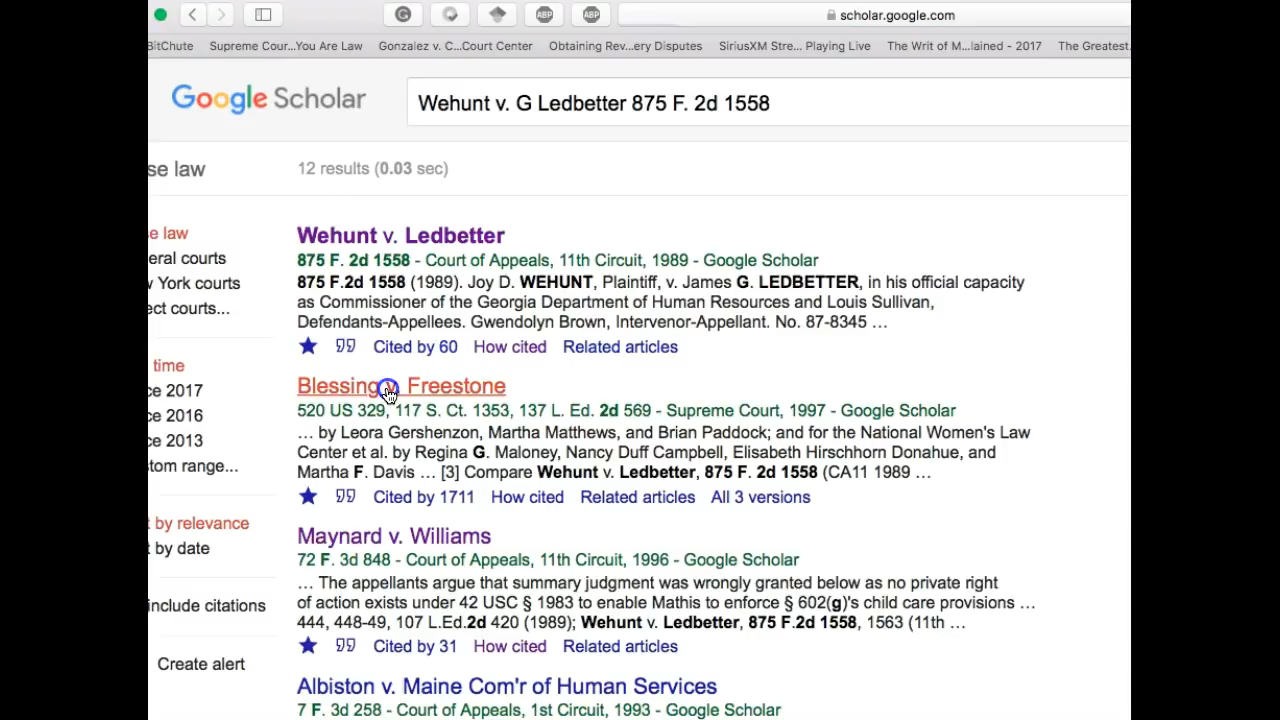 scholar.google.com
BitChute Supreme Cour...You Are Law Gonzalez v. C...Court Center Obtaining Rev...ery Disputes SiriusXM Stre... Playing Live The Writ of M...lained - 2017 The Greatest.
Google Scholar
Wehunt v. G Ledbetter 875 F. 2d 1558
se law
12 results (0.03 sec)
e law
eral courts
v York courts
ect courts...
time
ce 2017
ce 2016
ce 2013
tom range...
t by relevance
t by date
include citations
Create alert
Wehunt v. Ledbetter
875 F. 2d 1558 - Court of Appeals, 11th Circuit, 1989 - Google Scholar
875 F.2d 1558 (1989). Joy D. WEHUNT, Plaintiff, v. James G. LEDBETTER, in his official capacity
as Commissioner of the Georgia Department of Human Resources and Louis Sullivan,
Defendants-Appellees. Gwendolyn Brown, Intervenor-Appellant. No. 87-8345 ...
Cited by 60 How cited Related articles
Blessing v. Freestone
520 US 329, 117 S. Ct. 1353, 137 L. Ed. 2d 569 - Supreme Court, 1997 - Google Scholar
... by Leora Gershenzon, Martha Matthews, and Brian Paddock; and for the National Women's Law
Center et al. by Regina G. Maloney, Nancy Duff Campbell, Elisabeth Hirschhorn Donahue, and
Martha F. Davis ... [3] Compare Wehunt v. Ledbetter, 875 F. 2d 1558 (CA11 1989 ...
Cited by 1711 How cited Related articles All 3 versions
Maynard v. Williams
72 F. 3d 848 - Court of Appeals, 11th Circuit, 1996 - Google Scholar
... The appellants argue that summary judgment was wrongly granted below as no private right
of action exists under 42 USC § 1983 to enable Mathis to enforce § 602(g)'s child care provisions ...
444, 448-49, 107 L.Ed.2d 420 (1989); Wehunt v. Ledbetter, 875 F.2d 1558, 1563 (11th ...
Cited by 31 How cited Related articles
Albiston v. Maine Com'r of Human Services
7 F. 3d 258 - Court of Appeals, 1st Circuit, 1993 - Google Scholar